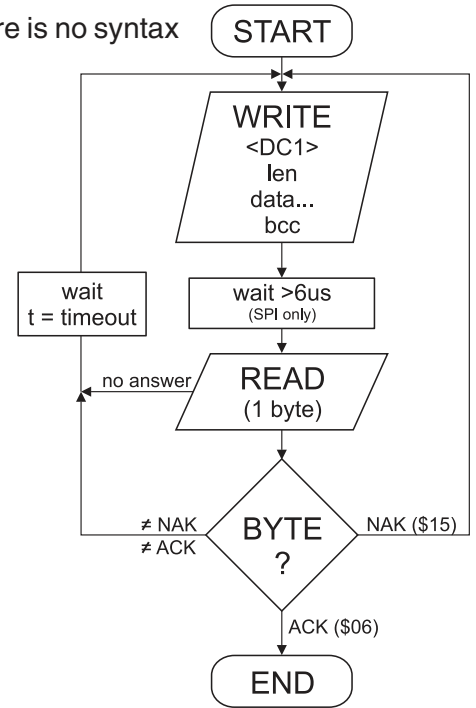 re is no syntax
START
WRITE
<DC1>
len
data...
bcc
wait
t = timeout
wait >6us
(SPI only)
no answer
READ
(1 byte)
≠ NAK
≠ ACK
BYTE
?
NAK ($15)
ACK ($06)
END